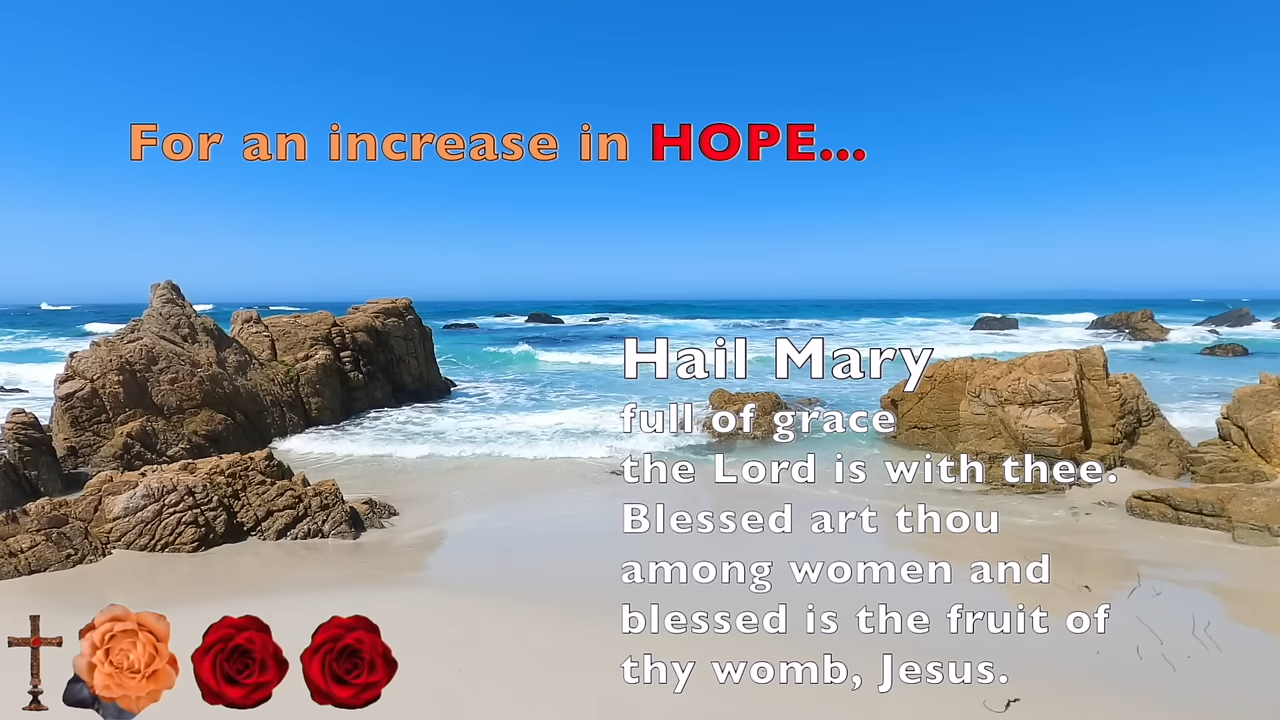 For an increase in HOPE...
Hail Mary
full of grace
the Lord is with thee.
Blessed art thou
among women and
blessed is the fruit of
thy womb, Jesus.